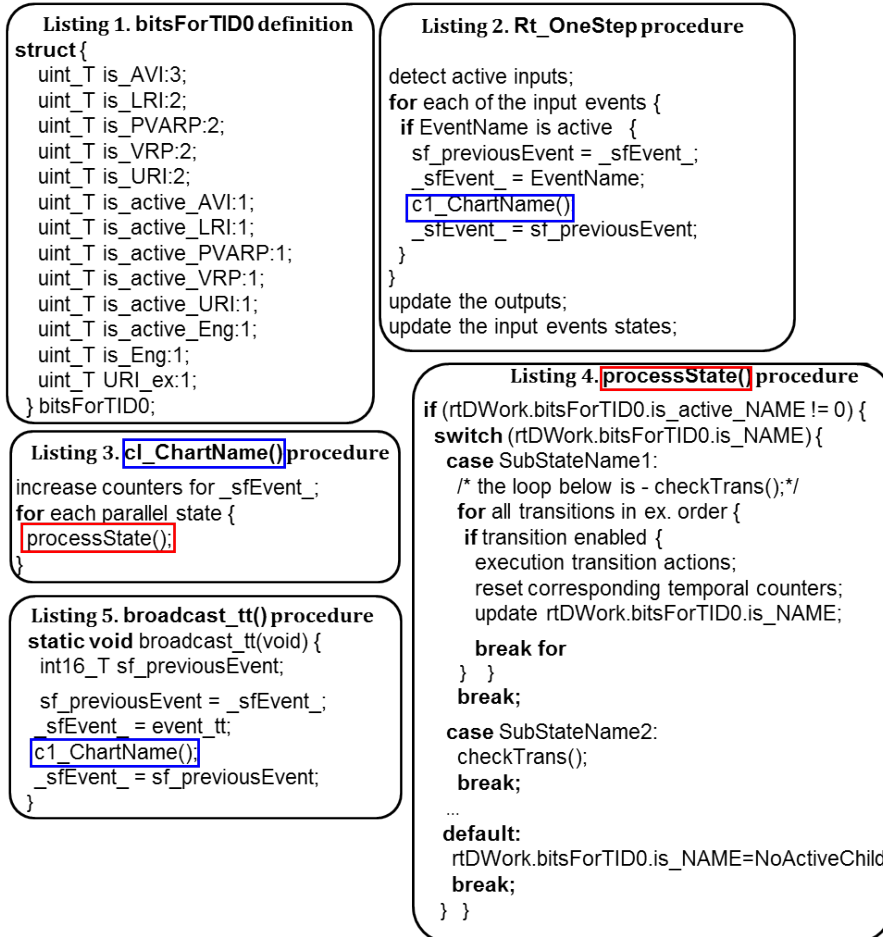 Listing 1. bitsForTID0 definition
struct {
uint_T is_AVI:3;
uint_T is_LRI:2;
uint_T is_PVARP:2;
uint_T is_VRP:2;
uint_T is_URI:2;
uint_T is_active_AVI:1;
uint_T is_active_LRI:1;
uint_T is_active_PVARP:1;
uint_T is_active_VRP:1;
uint_T is_active_URI:1;
uint_T is_active_Eng:1;
uint_T is_Eng:1;
uint_T URI_ex:1;
} bitsForTID0;
Listing 2. Rt_OneStep procedure
detect active inputs;
for each of the input events {
if EventName is active {
sf_previousEvent = _sfEvent_;
_sfEvent_ = EventName;
c1_ChartName()
_sfEvent_ = sf_previousEvent;
}
}
update the outputs;
update the input events states;
Listing 3. cl_ChartName() procedure
increase counters for _sfEvent_;
for each parallel state {
processState();
}
Listing 4. processState() procedure
if (rtDWork.bitsForTID0.is_active_NAME != 0) {
switch (rtDWork.bitsForTID0.is_NAME) {
case SubStateName1:
/* the loop below is - checkTrans();*/
for all transitions in ex. order {
if transition enabled {
execution transition actions;
reset corresponding temporal counters;
update rtDWork.bitsForTID0.is_NAME;
break for
} }
break;
case SubStateName2:
checkTrans();
break;
...
default:
rtDWork.bitsForTID0.is_NAME=NoActiveChild
break;
} }
Listing 5. broadcast_tt() procedure
static void broadcast_tt(void) {
int16_T sf_previousEvent;
sf_previousEvent = _sfEvent_;
_sfEvent_ = event_tt;
c1_ChartName();
_sfEvent_ = sf_previousEvent;
}